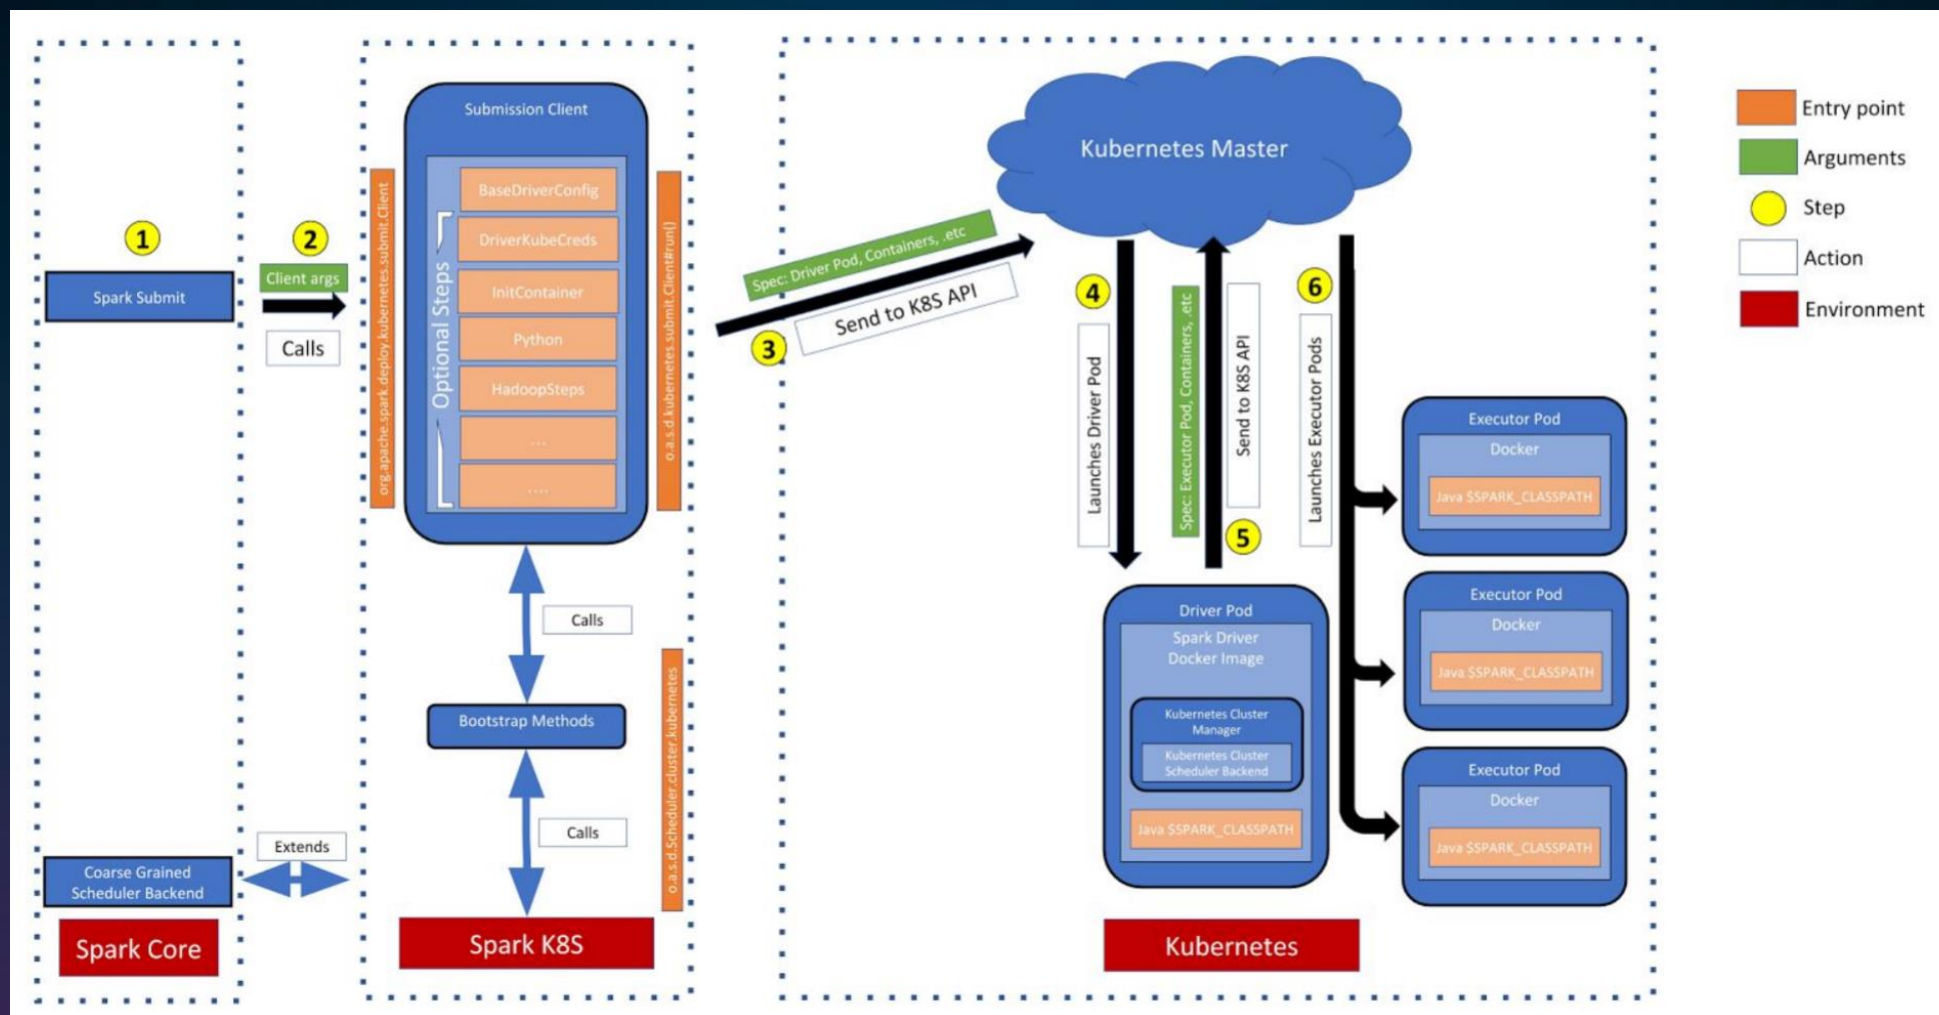 1
Spark Submit
2
Client args
Calls
Coarse Grained
Scheduler Backend
Extends
Spark Core
org.apache.spark.deploy.kubernetes.submit.Client
Submission Client
Optional Steps
BaseDriverConfig
DriverKubeCreds
InitContainer
Python
HadoopSteps
...
....
o.a.s.d.kubernetes.submit.Client#run()
Calls
Bootstrap Methods
Calls
o.a.s.d.Scheduler.cluster.kubernetes
Spark K8S
Spec: Driver Pod, Containers, .etc
3
Send to K8S API
Kubernetes Master
4
Launches Driver Pod
Spec: Executor Pod, Containers, .etc
Send to K8S API
5
6
Launches Executor Pods
Driver Pod
Spark Driver
Docker Image
Kubernetes Cluster
Manager
Kubernetes Cluster
Scheduler Backend
Java $SPARK_CLASSPATH
Executor Pod
Docker
Java $SPARK_CLASSPATH
Executor Pod
Docker
Java $SPARK_CLASSPATH
Executor Pod
Docker
Java $SPARK_CLASSPATH
Kubernetes
Entry point
Arguments
Step
Action
Environment